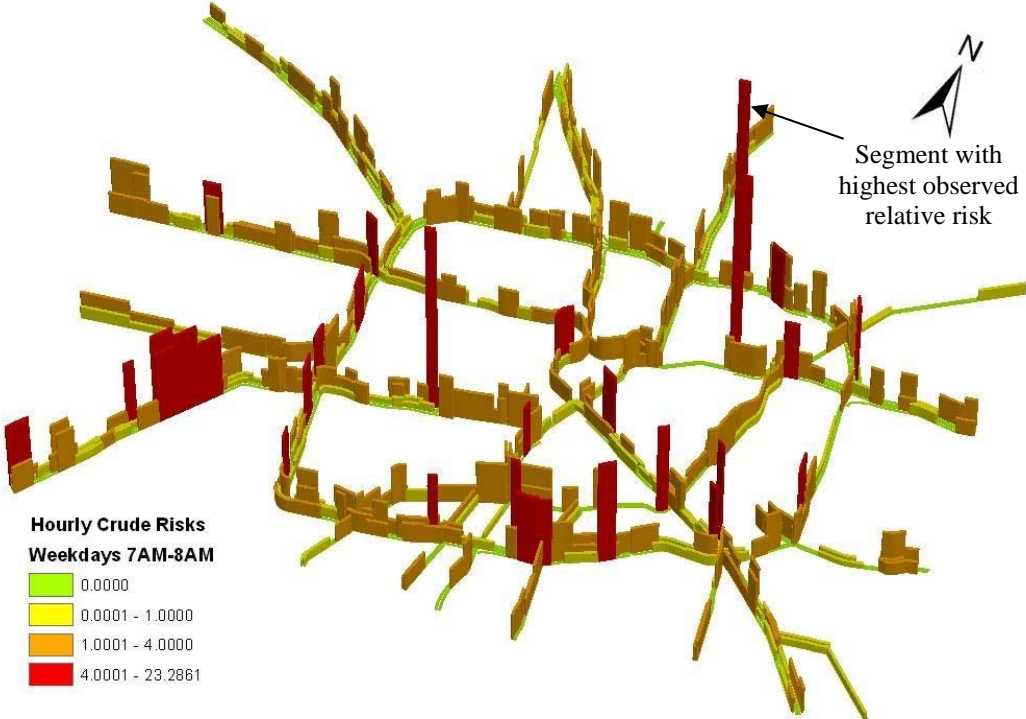 N
Segment with
highest observed
relative risk
Hourly Crude Risks
Weekdays 7AM-8AM
0.0000
0.0001 - 1.0000
1.0001 - 4.0000
4.0001 - 23.2861